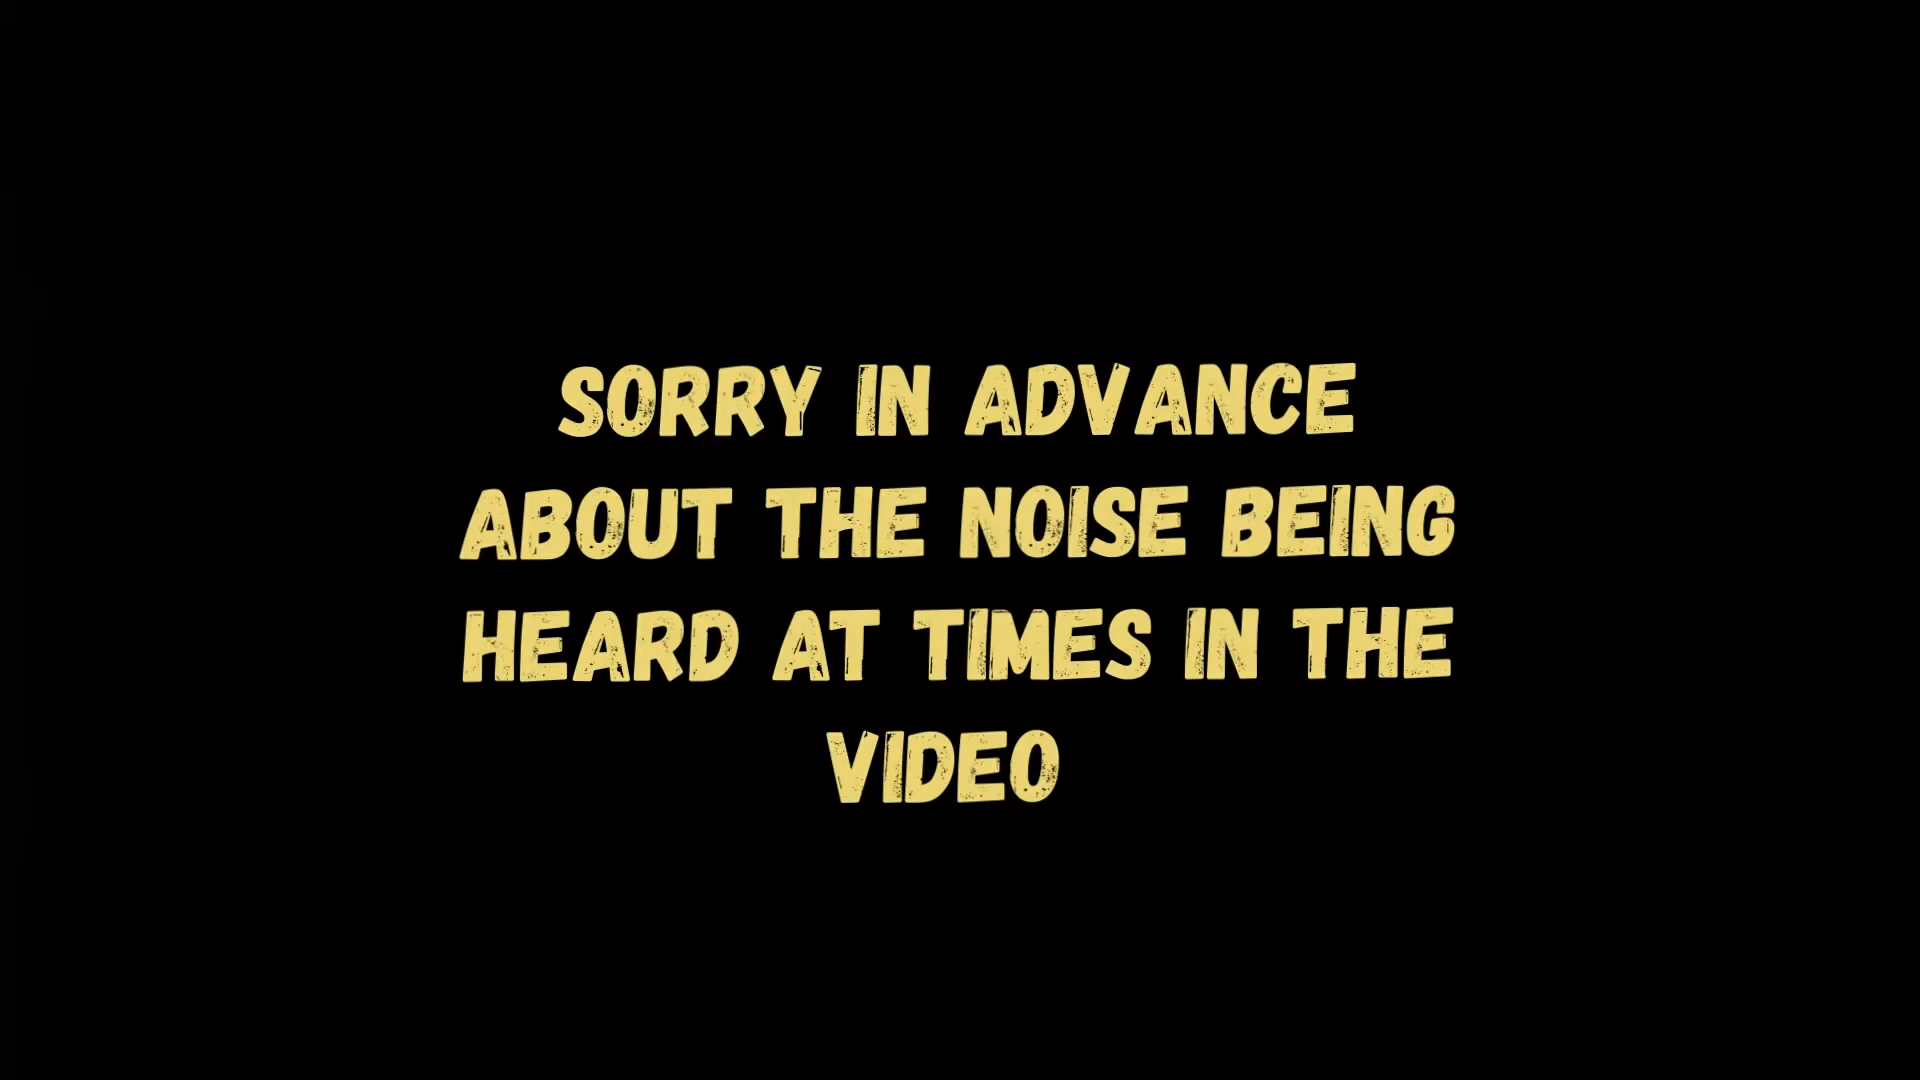 SORRY IN ADVANCE
ABOUT THE NOISE BEING
HEARD AT TIMES IN THE
VIDEO